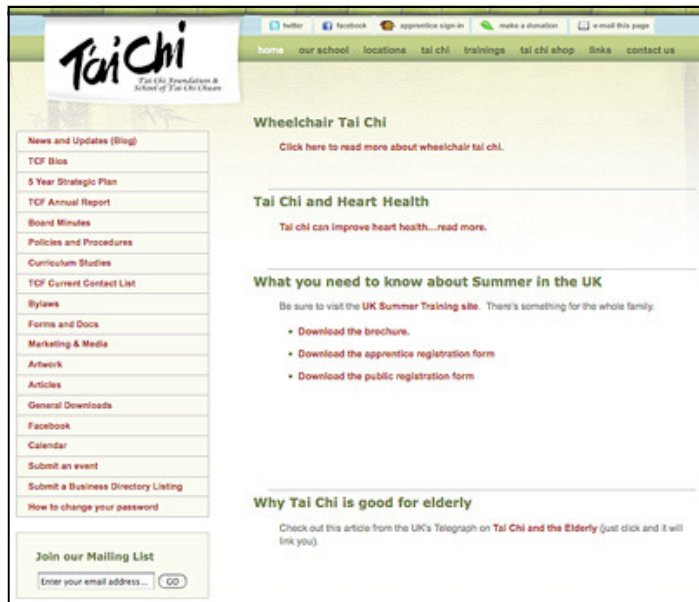 twitter facebook apprentice sign-in make a donation e-mail this page
home our school locations tai chi trainings tai chi shop links contact us
Tai Chi
Tai Chi Foundation &
School of Tai Chi Chuan
News and Updates (Blog)
TCF Bios
5 Year Strategic Plan
TCF Annual Report
Board Minutes
Policies and Procedures
Curriculum Studies
TCF Current Contact List
Bylaws
Forms and Docs
Marketing & Media
Artwork
Articles
General Downloads
Facebook
Calendar
Submit an event
Submit a Business Directory Listing
How to change your password
Join our Mailing List
Enter your email address... GO
Wheelchair Tai Chi
Click here to read more about wheelchair tai chi.
Tai Chi and Heart Health
Tai chi can improve heart health...read more.
What you need to know about Summer in the UK
Be sure to visit the UK Summer Training site. There's something for the whole family.
• Download the brochure.
• Download the apprentice registration form
• Download the public registration form
Why Tai Chi is good for elderly
Check out this article from the UK's Telegraph on Tai Chi and the Elderly (just click and it will
link you).